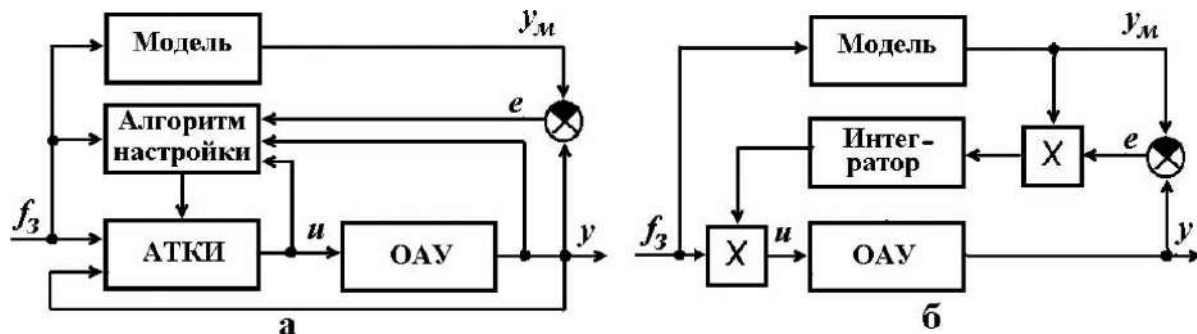 Модель
yм
e
Алгоритм
настройки
fз
АТКИ
u
ОАУ
y
а
Модель
yм
Интег-
ратор
X
e
fз
X
u
ОАУ
y
б